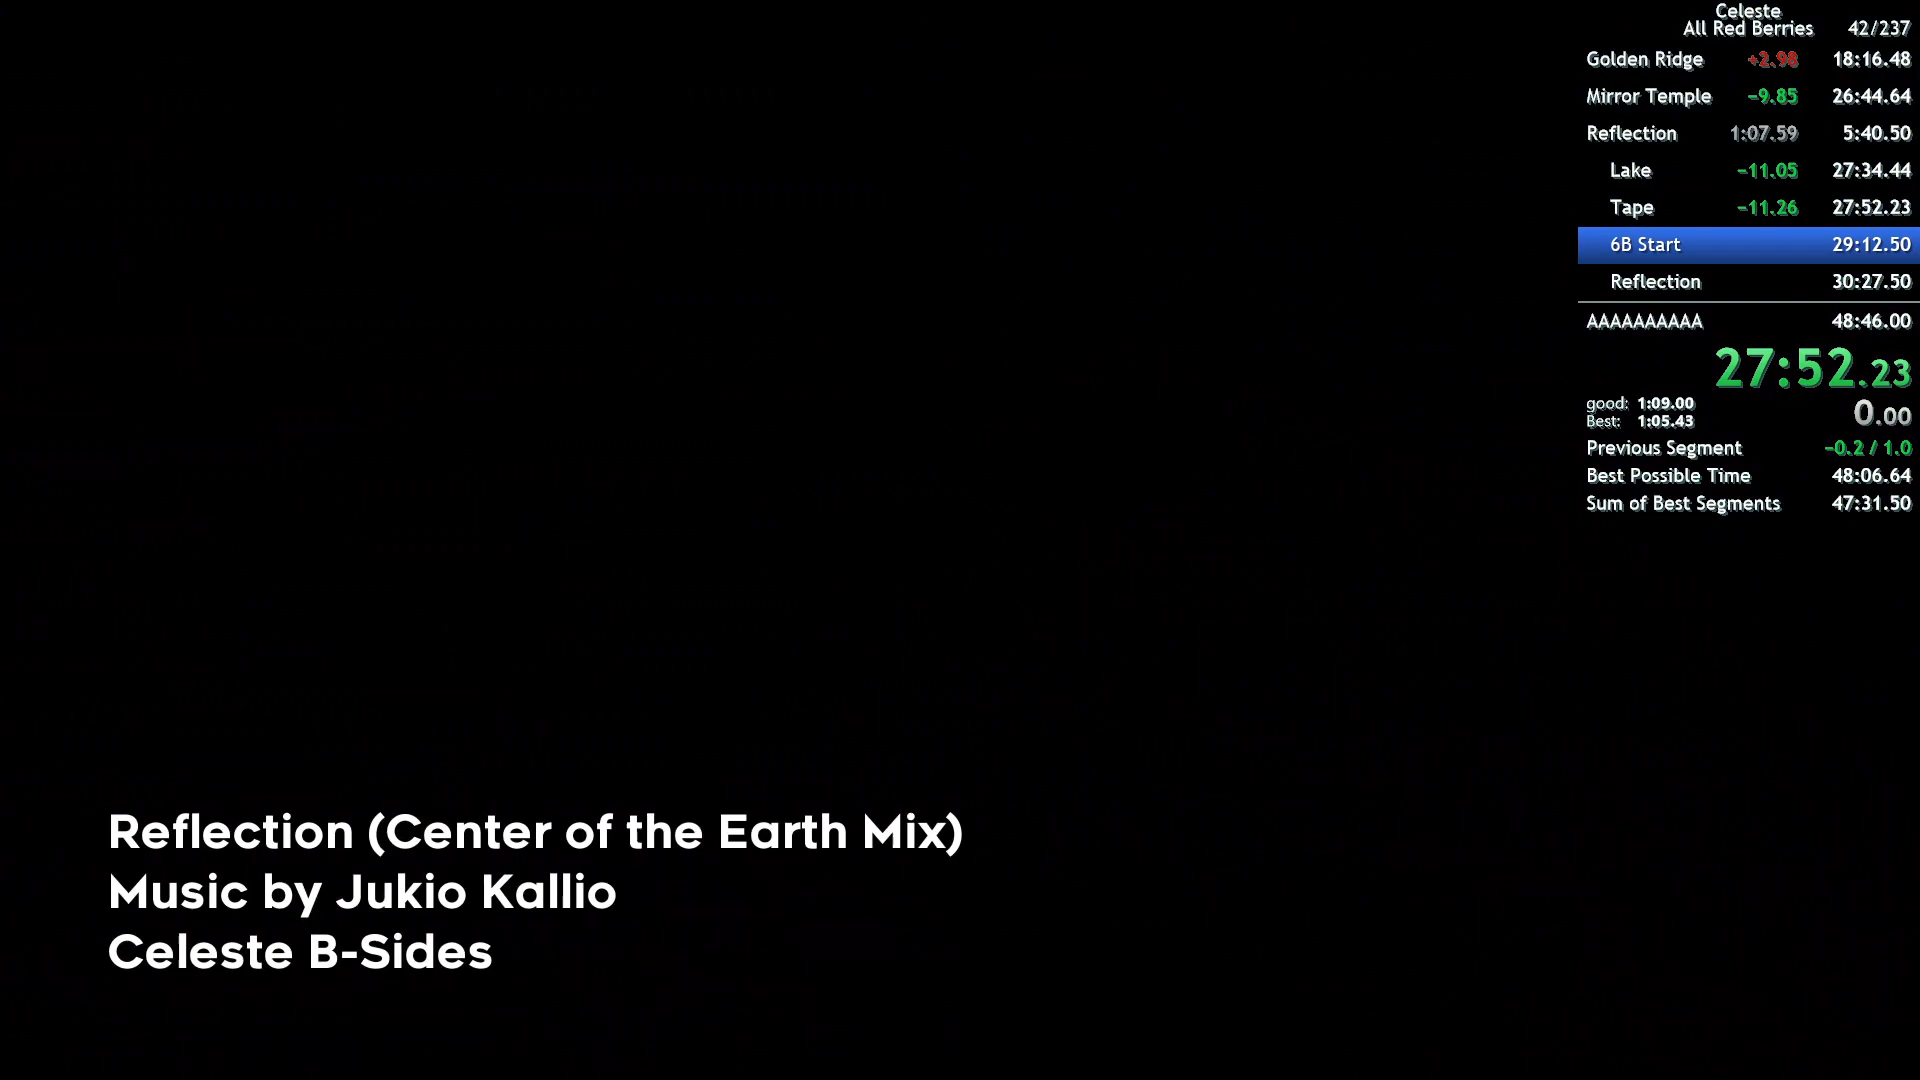 Celeste
All Red Berries 42/237
Golden Ridge +2.98 18:16.48
Mirror Temple −9.85 26:44.64
Reflection 1:07.59 5:40.50
Lake −11.05 27:34.44
Tape −11.26 27:52.23
6B Start 29:12.50
Reflection 30:27.50
AAAAAAAAAA 48:46.00
27:52.23
good: 1:09.00
Best: 1:05.43
0.00
Previous Segment −0.2 / 1.0
Best Possible Time 48:06.64
Sum of Best Segments 47:31.50
Reflection (Center of the Earth Mix)
Music by Jukio Kallio
Celeste B-Sides